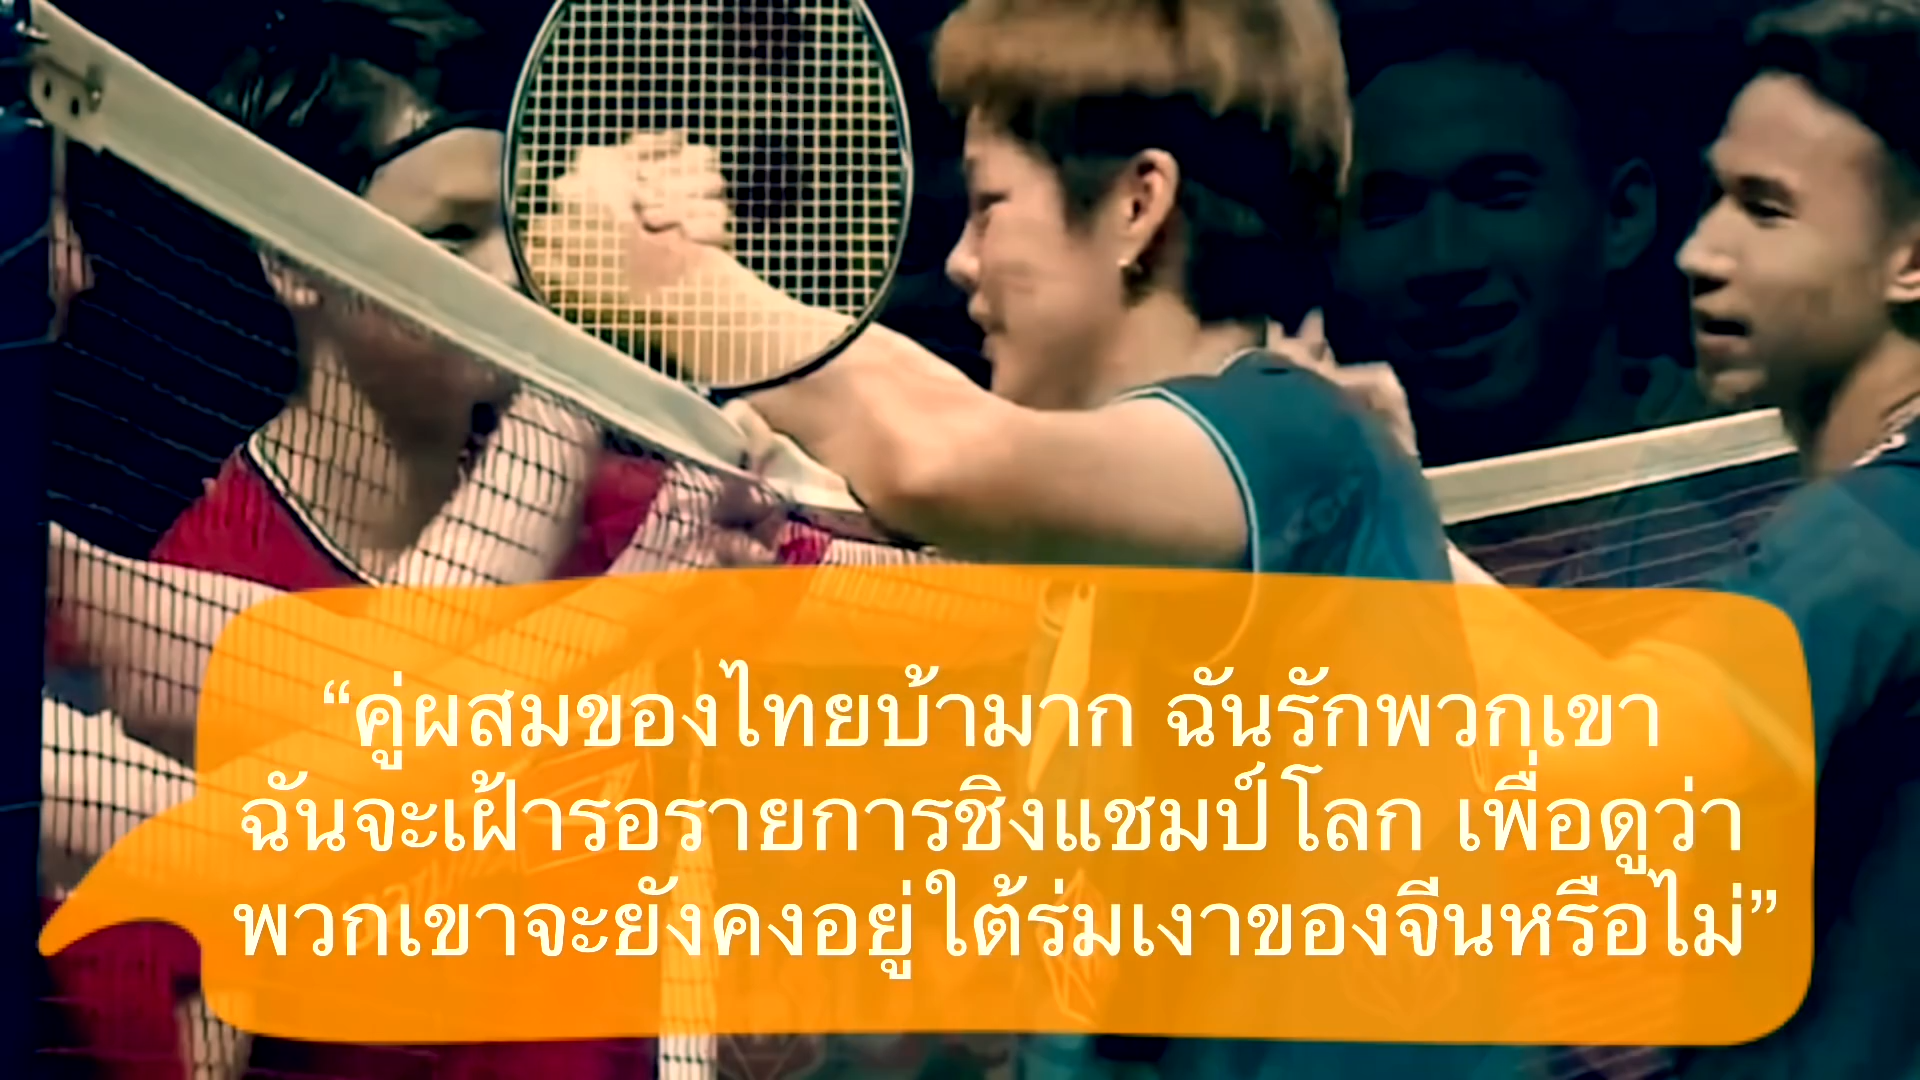 “คู่ผสมของไทยบ้ามาก ฉันรักพวกเขา
ฉันจะเฝ้ารอรายการชิงแชมป์โลก เพื่อดูว่า
พวกเขาจะยังคงอยู่ใต้ร่มเงาของจีนหรือไม่”